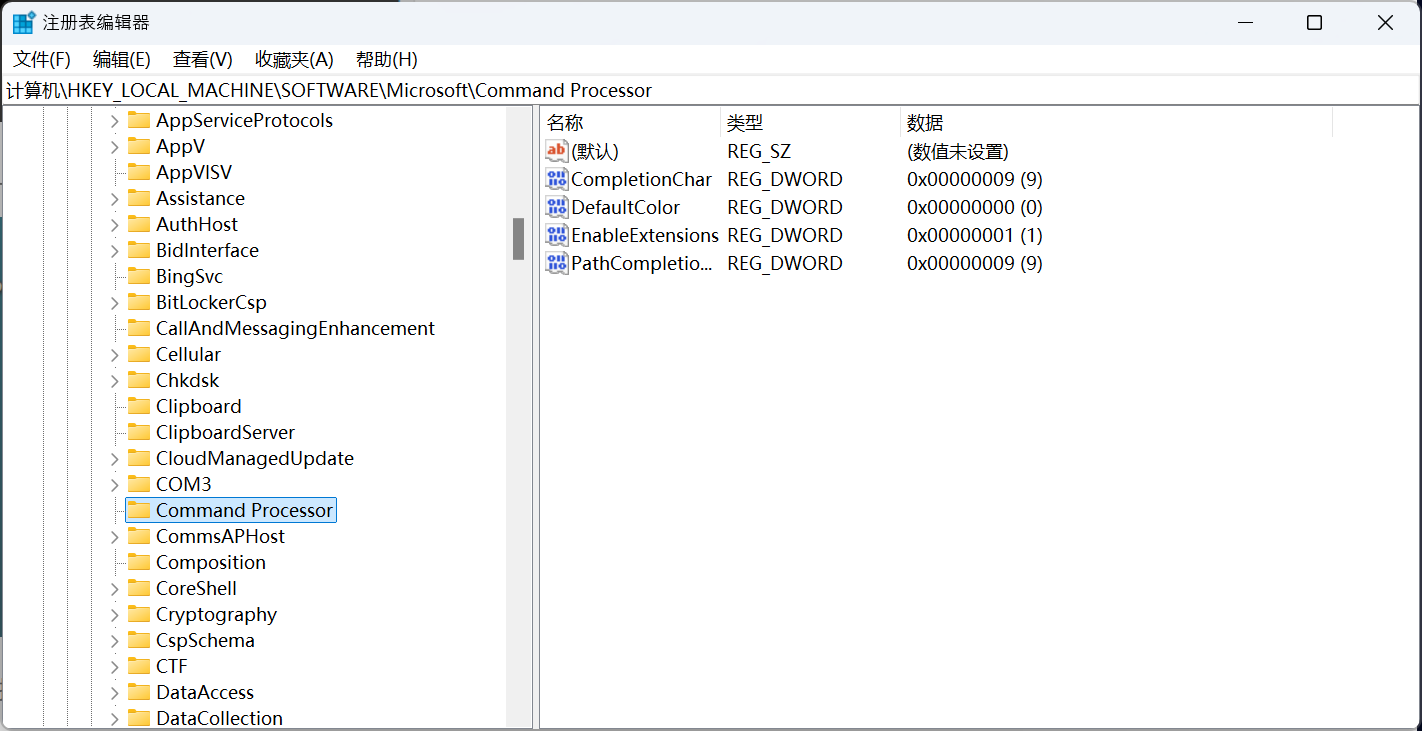 注册表编辑器
文件(F) 编辑(E) 查看(V) 收藏夹(A) 帮助(H)
计算机\HKEY_LOCAL_MACHINE\SOFTWARE\Microsoft\Command Processor
AppServiceProtocols
AppV
AppVISV
Assistance
AuthHost
BidInterface
BingSvc
BitLockerCsp
CallAndMessagingEnhancement
Cellular
Chkdsk
Clipboard
ClipboardServer
CloudManagedUpdate
COM3
Command Processor
CommsAPHost
Composition
CoreShell
Cryptography
CspSchema
CTF
DataAccess
DataCollection
名称 类型 数据
(默认) REG_SZ (数值未设置)
CompletionChar REG_DWORD 0x00000009 (9)
DefaultColor REG_DWORD 0x00000000 (0)
EnableExtensions REG_DWORD 0x00000001 (1)
PathCompletio... REG_DWORD 0x00000009 (9)